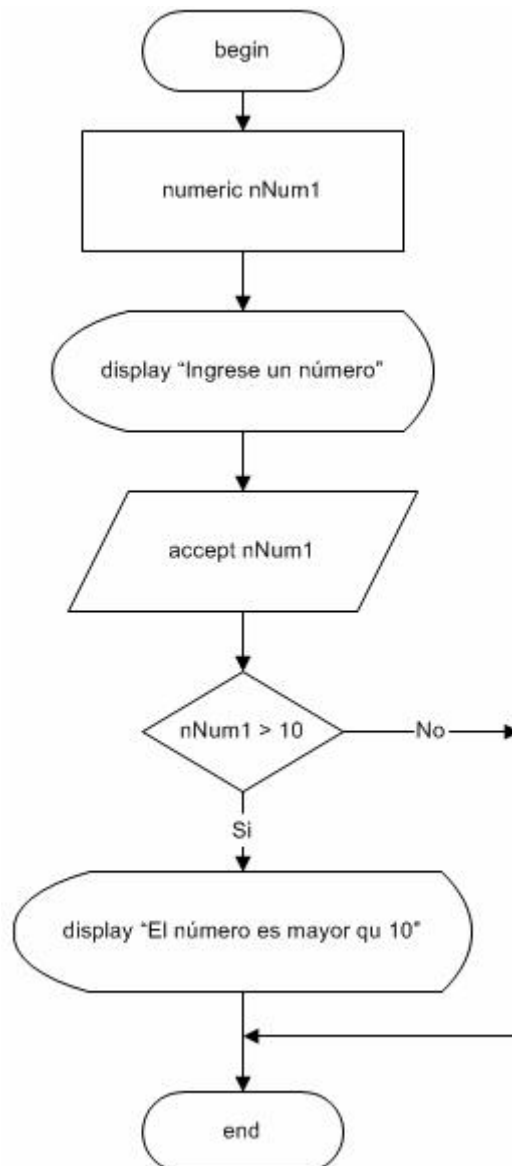 begin
numeric nNum1
display “Ingrese un número”
accept nNum1
nNum1 > 10
No
Si
display “El número es mayor qu 10”
end